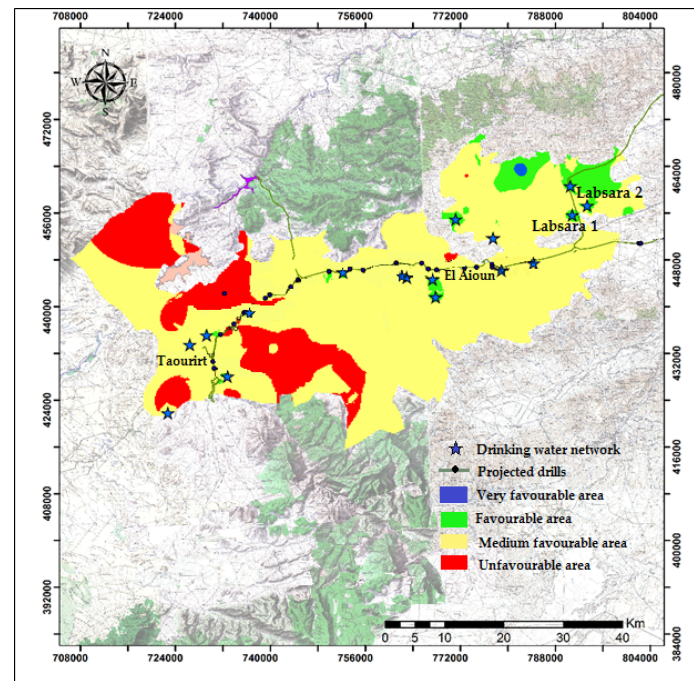 708000 724000 740000 756000 772000 788000 804000
N
W E
S
480000
472000
464000
456000
448000
440000
432000
424000
416000
408000
400000
392000
384000
Labsara 2
Labsara 1
El Aioun
Taourirt
Drinking water network
Projected drills
Very favourable area
Favourable area
Medium favourable area
Unfavourable area
Km
0 5 10 20 30 40
708000 724000 740000 756000 772000 788000 804000